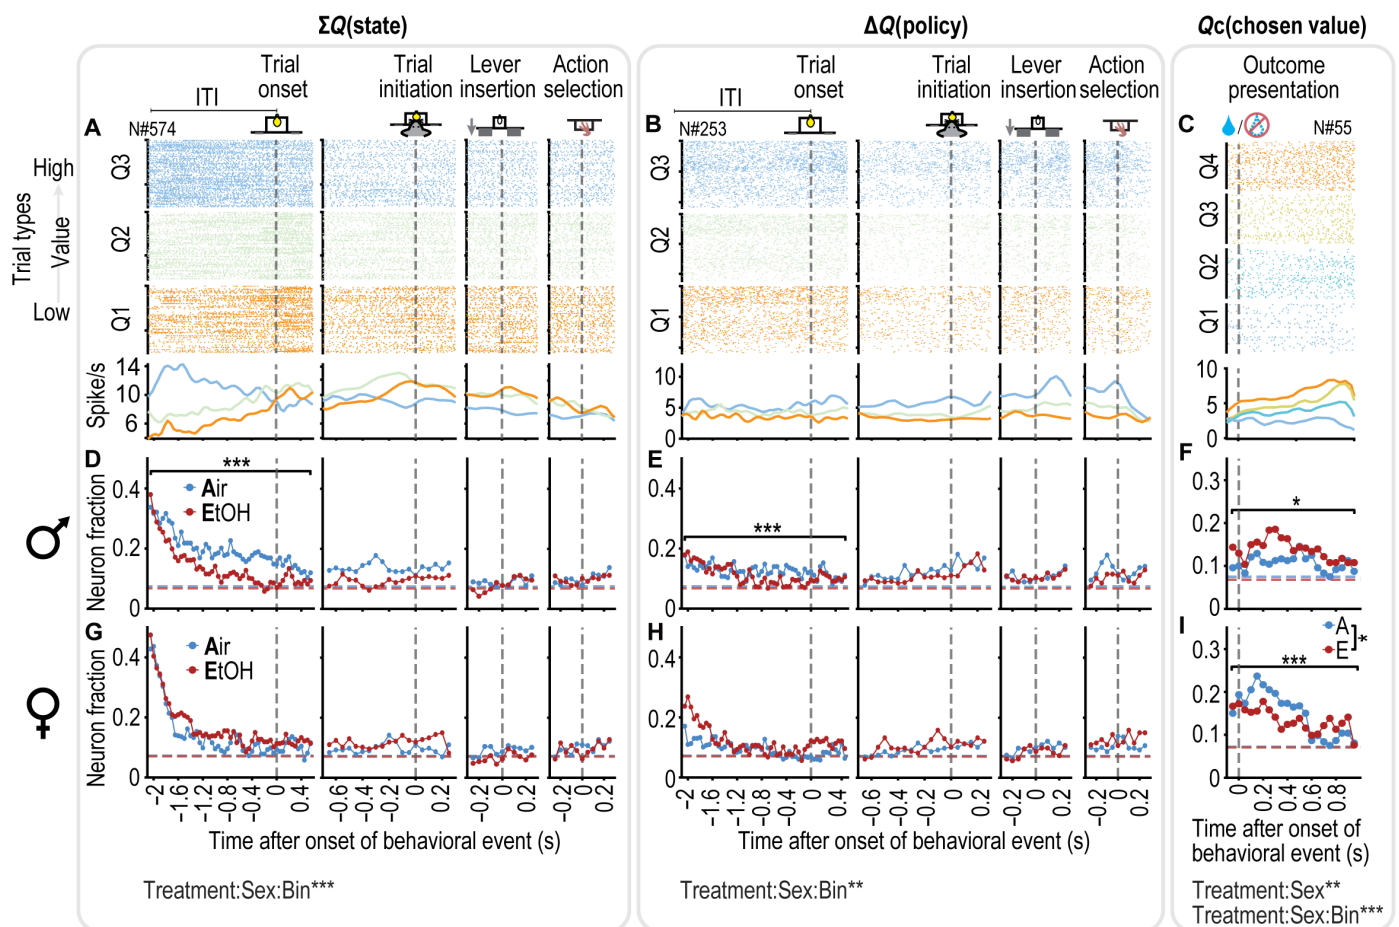 ΣQ(state)
ΔQ(policy)
Qc(chosen value)
ITI
Trial onset
Trial initiation
Lever insertion
Action selection
ITI
Trial onset
Trial initiation
Lever insertion
Action selection
Outcome presentation
A
N#574
B
N#253
C
/
N#55
Trial types
Value
High
Low
Q3
Q2
Q1
Q3
Q2
Q1
Q4
Q3
Q2
Q1
Spike/s
14
10
6
10
5
0
10
5
0
D
***
Air
EtOH
Neuron fraction
0.4
0.2
0
E
***
0.4
0.2
0
F
*
0.3
0.2
0.1
0
G
Air
EtOH
Neuron fraction
0.4
0.2
0
H
0.4
0.2
0
I
A
E
*
***
0.3
0.2
0.1
0
−2 −1.6 −1.2 −0.8 −0.4 0 0.4
−0.6 −0.4 −0.2 0 0.2
−0.2 0 0.2
−0.2 0 0.2
−2 −1.6 −1.2 −0.8 −0.4 0 0.4
−0.6 −0.4 −0.2 0 0.2
−0.2 0 0.2
−0.2 0 0.2
0 0.2 0.4 0.6 0.8
Time after onset of behavioral event (s)
Time after onset of behavioral event (s)
Time after onset of
behavioral event (s)
Treatment:Sex:Bin***
Treatment:Sex:Bin**
Treatment:Sex**
Treatment:Sex:Bin***